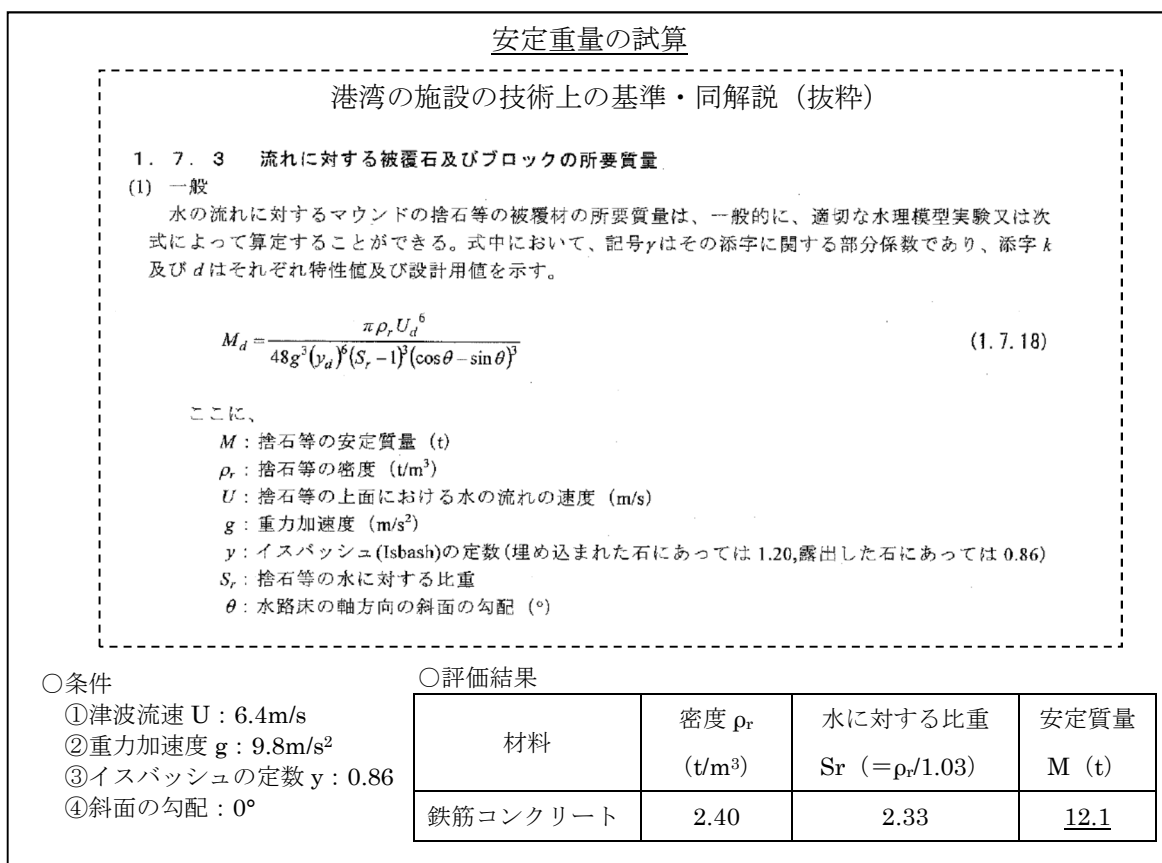 安定重量の試算
港湾の施設の技術上の基準・同解説（抜粋）
1．7．3　流れに対する被覆石及びブロックの所要質量
(1) 一般
水の流れに対するマウンドの捨石等の被覆材の所要質量は、一般的に、適切な水理模型実験又は次
式によって算定することができる。式中において、記号γはその添字に関する部分係数であり、添字 k
及び d はそれぞれ特性値及び設計用値を示す。
M_d = πρ_r U_d^6 / 48g^3(y_d)^6(S_r −1)^3(cosθ − sinθ)^3　(1.7.18)
ここに、
M：捨石等の安定質量（t）
ρr：捨石等の密度（t/m³）
U：捨石等の上面における水の流れの速度（m/s）
g：重力加速度（m/s²）
y：イスバッシュ(Isbash)の定数(埋め込まれた石にあっては 1.20,露出した石にあっては 0.86)
Sr：捨石等の水に対する比重
θ：水路床の軸方向の斜面の勾配（°）
○条件
①津波流速 U：6.4m/s
②重力加速度 g：9.8m/s²
③イスバッシュの定数 y：0.86
④斜面の勾配：0°
○評価結果
材料　密度 ρr（t/m³）　水に対する比重 Sr（＝ρr/1.03）　安定質量 M（t）
鉄筋コンクリート　2.40　2.33　12.1